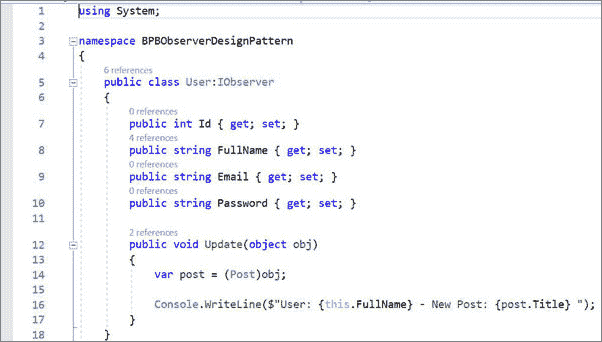 1 using System;
2
3 namespace BPBObserverDesignPattern
4 {
6 references
5 public class User:IObserver
6 {
0 references
7 public int Id { get; set; }
4 references
8 public string FullName { get; set; }
0 references
9 public string Email { get; set; }
0 references
10 public string Password { get; set; }
11
2 references
12 public void Update(object obj)
13 {
14 var post = (Post)obj;
15
16 Console.WriteLine($"User: {this.FullName} - New Post: {post.Title} ");
17 }
18 }